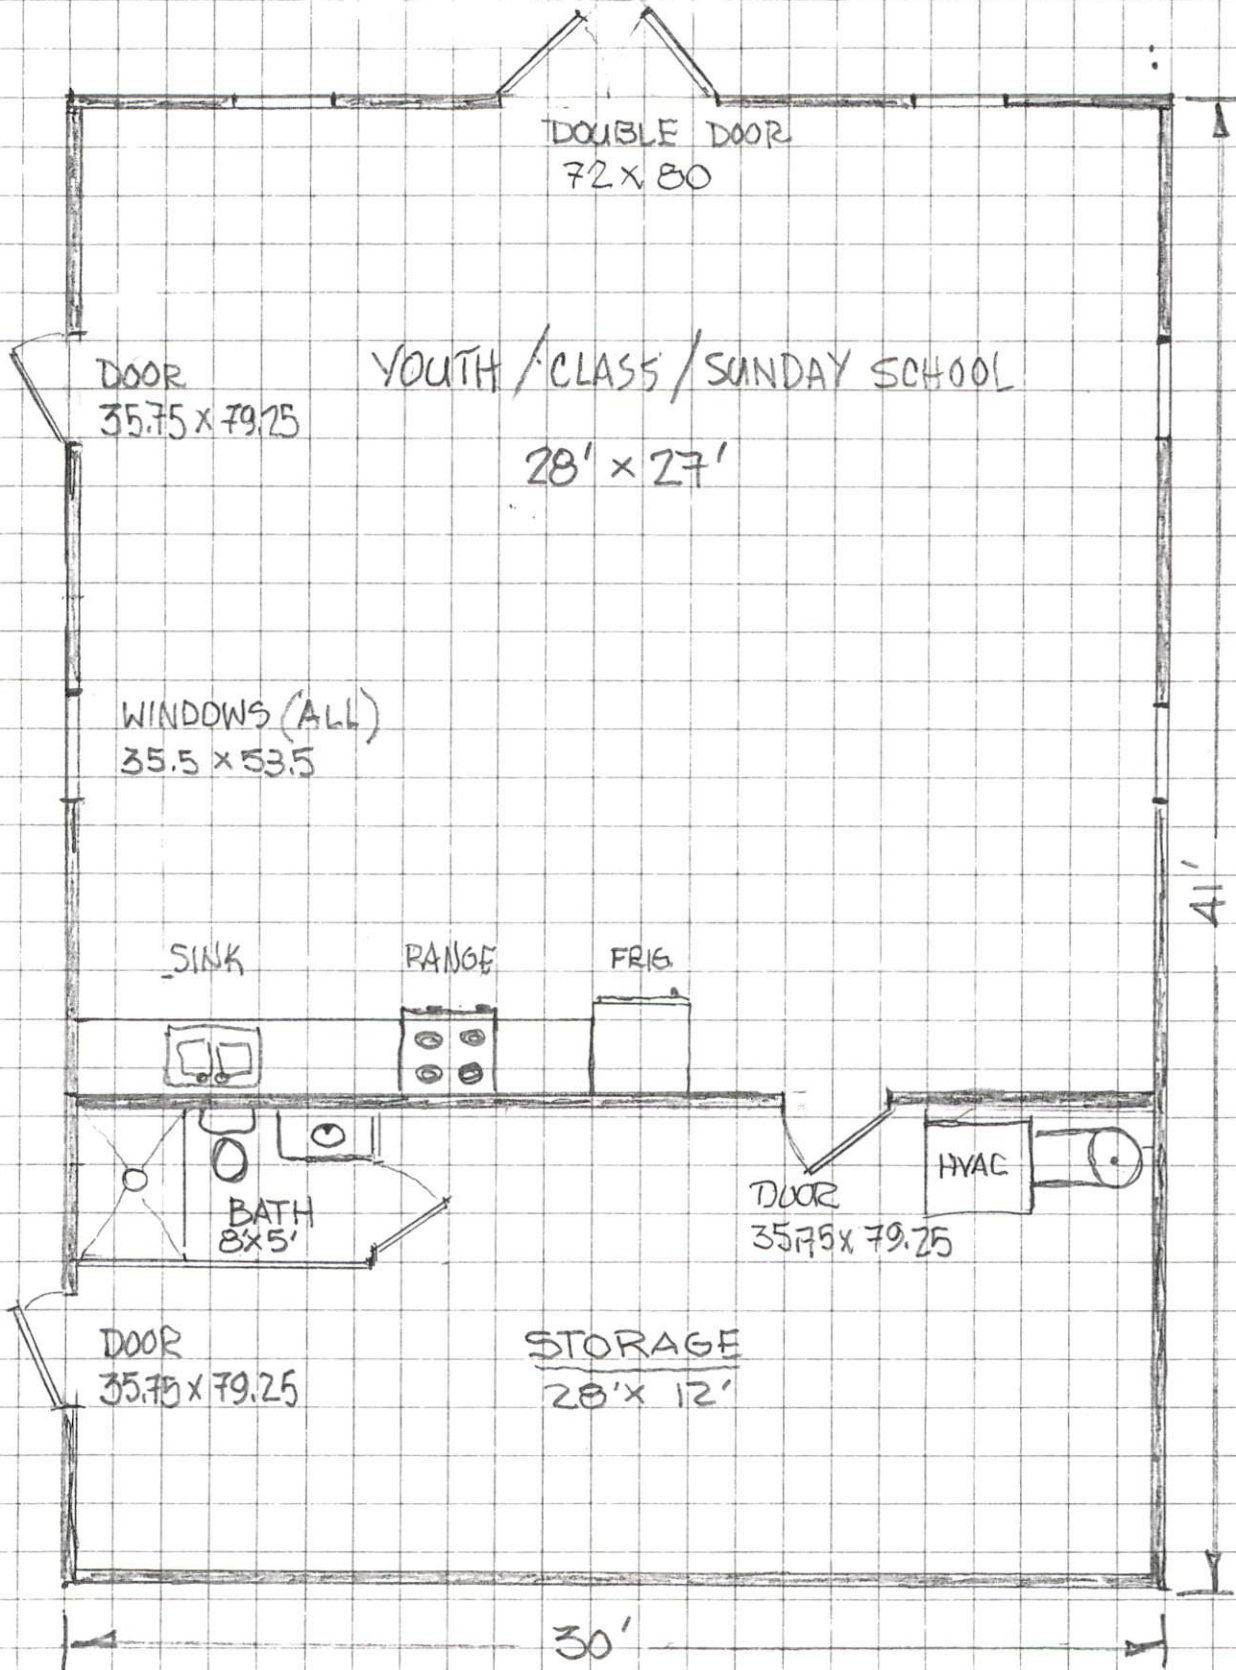 DOUBLE DOOR
72 X 80
DOOR
35.75 X 79.25
YOUTH / CLASS / SUNDAY SCHOOL
28' X 27'
WINDOWS (ALL)
35.5 X 53.5
41'
SINK
RANGE
FRIG
HVAC
BATH
8'X5'
DOOR
35.75 X 79.25
DOOR
35.75 X 79.25
STORAGE
28' X 12'
30'